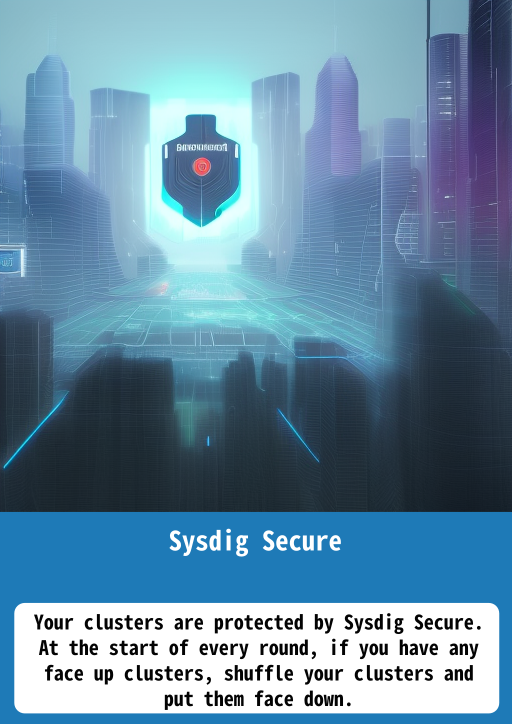 Sysdig Secure
Your clusters are protected by Sysdig Secure.
At the start of every round, if you have any
face up clusters, shuffle your clusters and
put them face down.